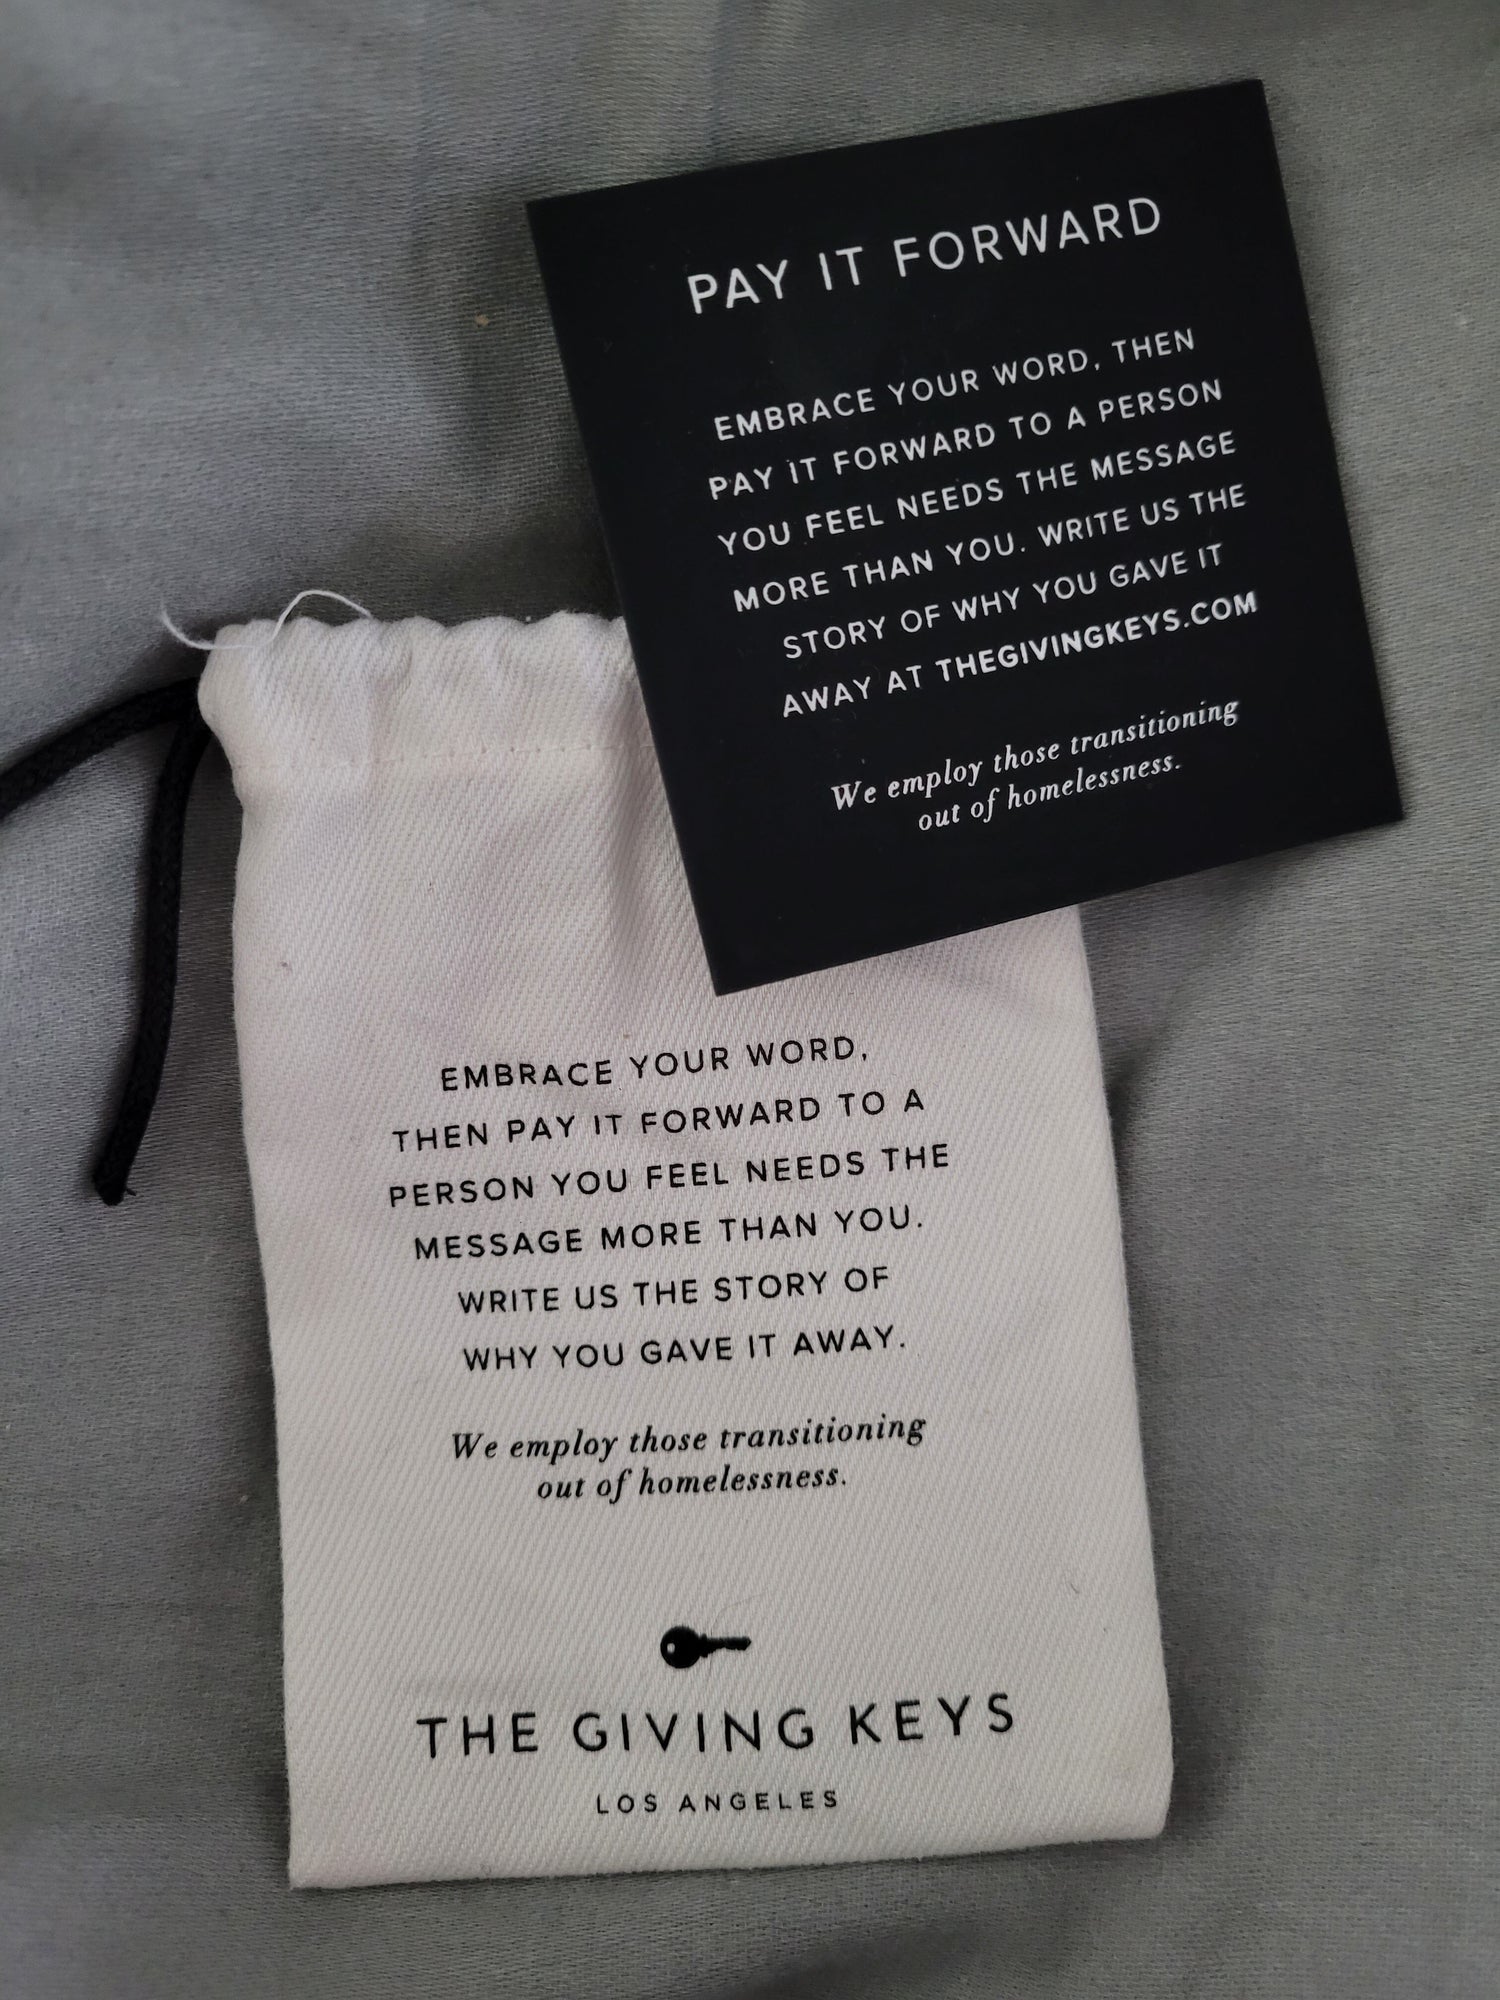 PAY IT FORWARD
EMBRACE YOUR WORD, THEN
PAY IT FORWARD TO A PERSON
YOU FEEL NEEDS THE MESSAGE
MORE THAN YOU. WRITE US THE
STORY OF WHY YOU GAVE IT
AWAY AT THEGIVINGKEYS.COM
We employ those transitioning
out of homelessness.
EMBRACE YOUR WORD,
THEN PAY IT FORWARD TO A
PERSON YOU FEEL NEEDS THE
MESSAGE MORE THAN YOU.
WRITE US THE STORY OF
WHY YOU GAVE IT AWAY.
We employ those transitioning
out of homelessness.
THE GIVING KEYS
LOS ANGELES